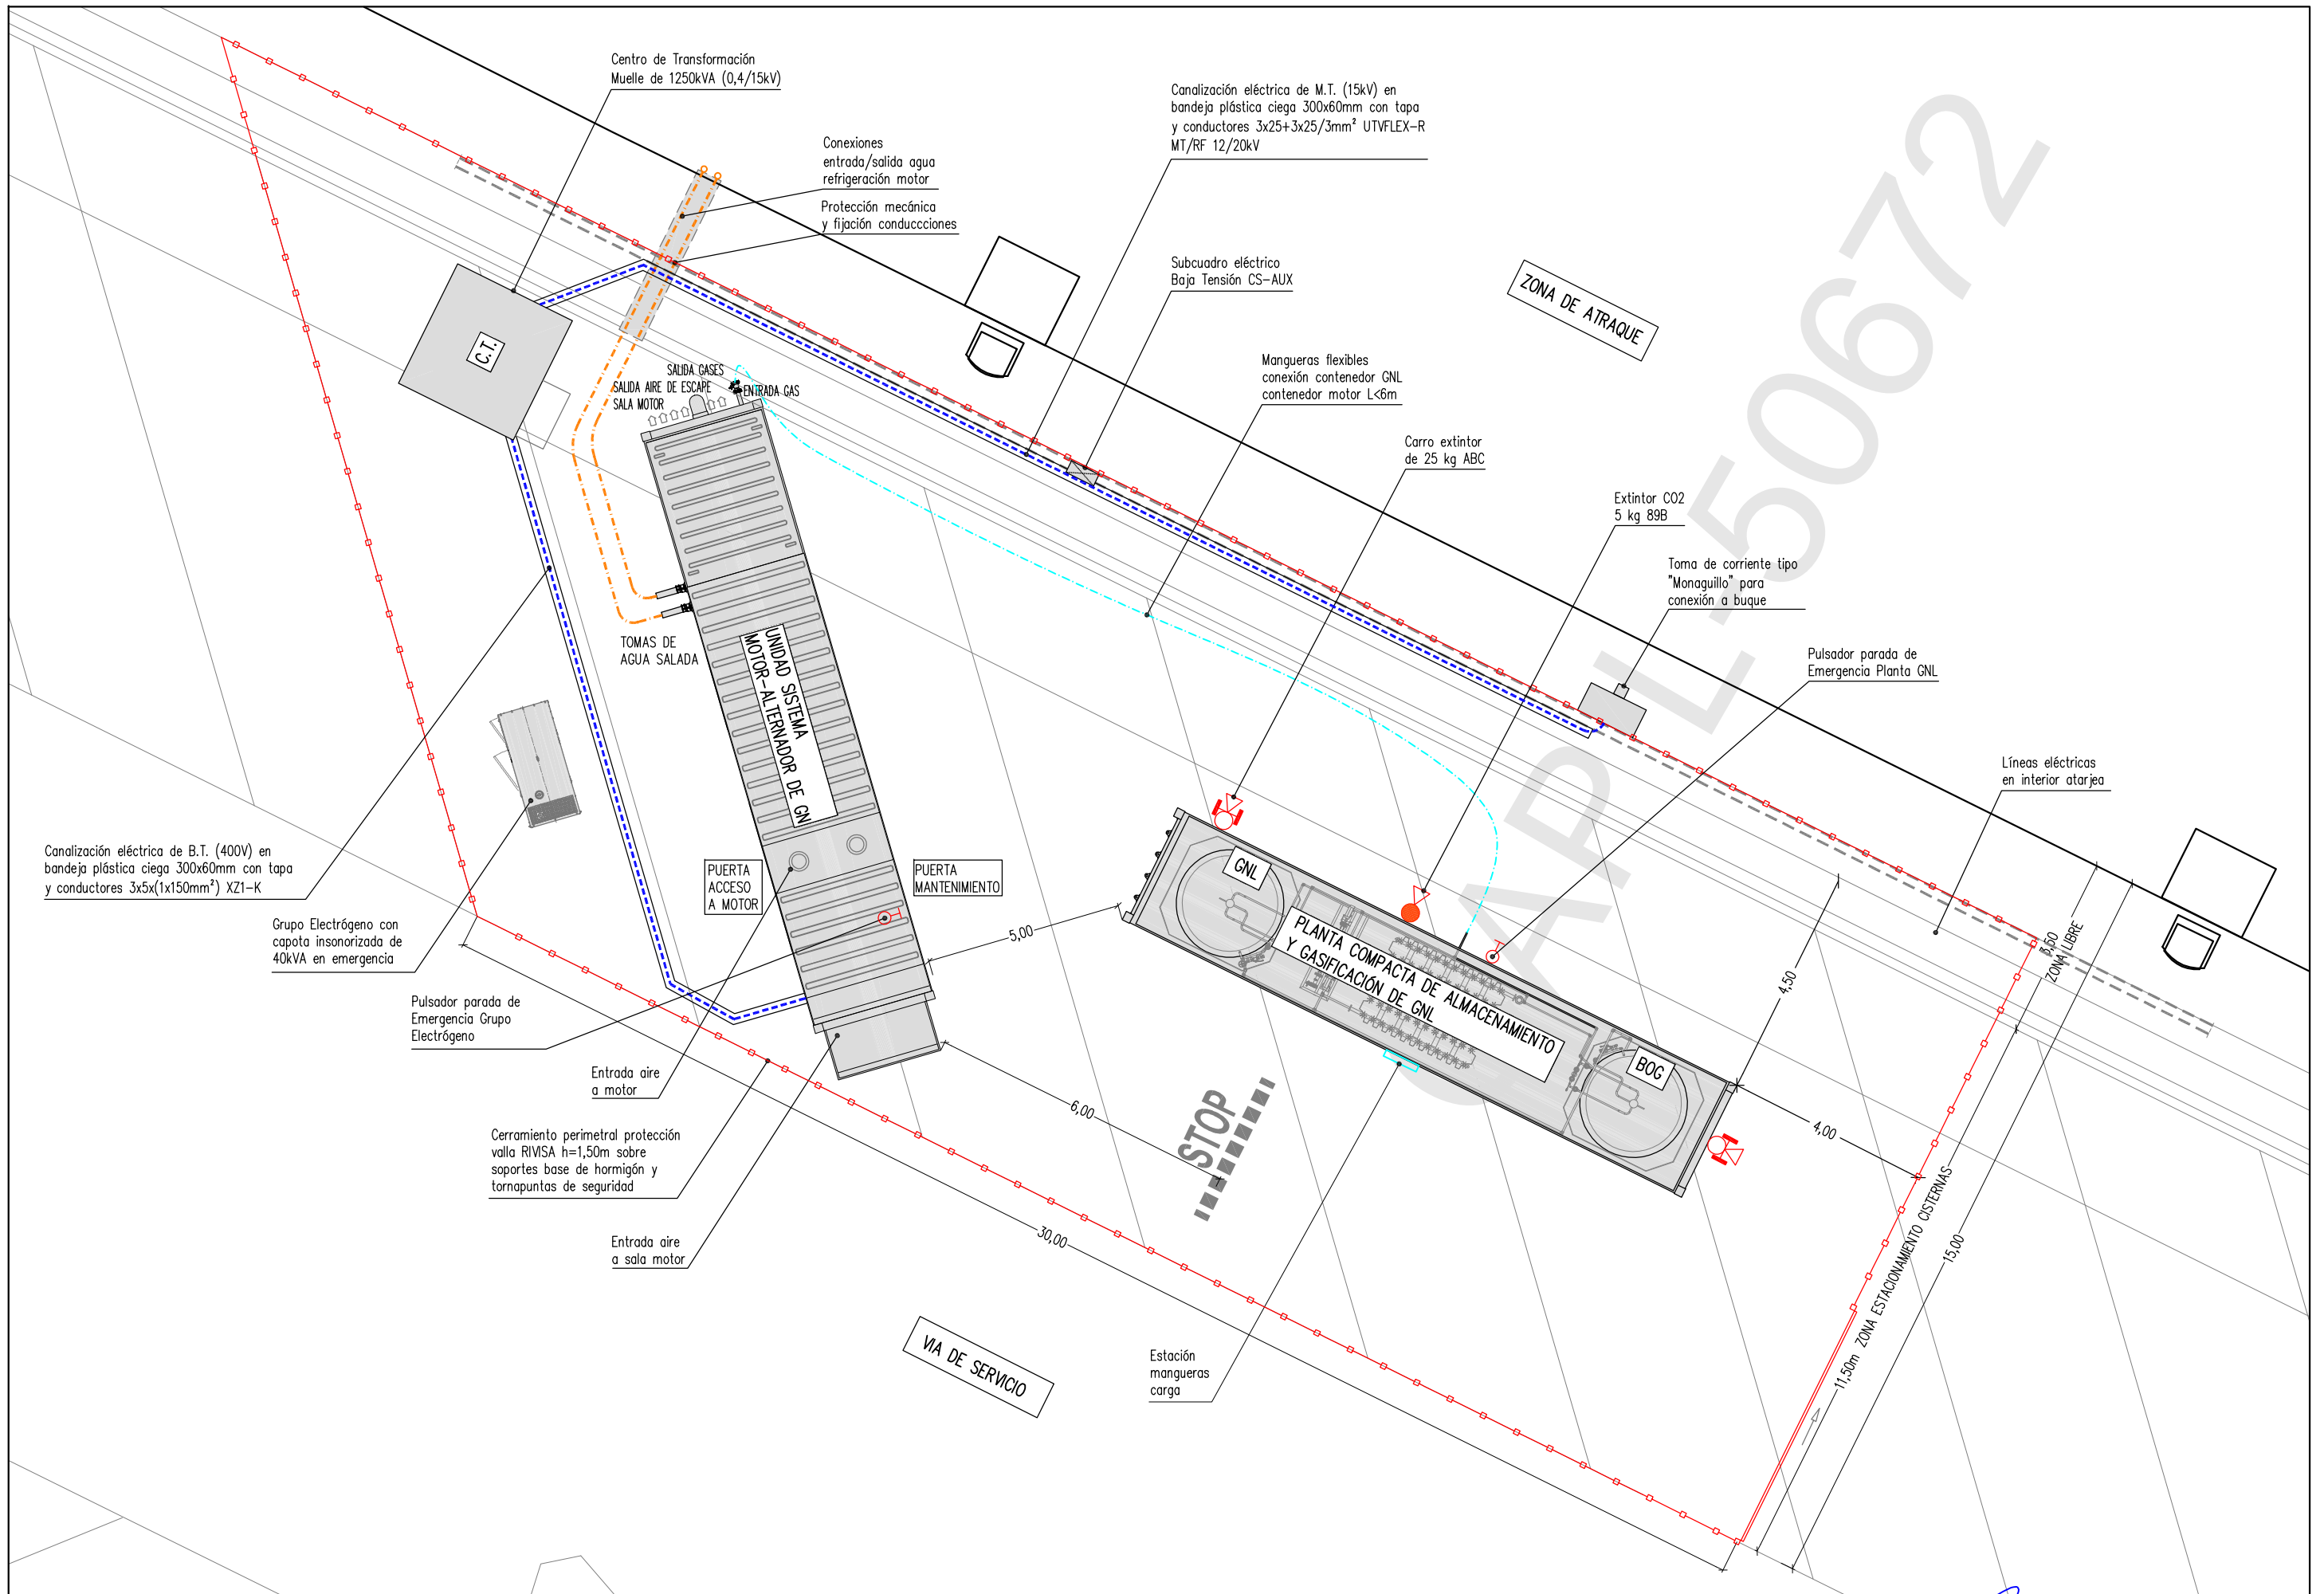 Centro de Transformación
Muelle de 1250kVA (0,4/15kV)
Conexiones
entrada/salida agua
refrigeración motor
Protección mecánica
y fijación conduccciones
Canalización eléctrica de M.T. (15kV) en
bandeja plástica ciega 300x60mm con tapa
y conductores 3x25+3x25/3mm² UTVFLEX-R
MT/RF 12/20kV
Subcuadro eléctrico
Baja Tensión CS-AUX
ZONA DE ATRAQUE
Mangueras flexibles
conexión contenedor GNL
contenedor motor L<6m
Carro extintor
de 25 kg ABC
Extintor CO2
5 kg 89B
Toma de corriente tipo
"Monaguillo" para
conexión a buque
Pulsador parada de
Emergencia Planta GNL
Líneas eléctricas
en interior atarjea
C.T.
SALIDA GASES
SALIDA AIRE DE ESCAPE
SALA MOTOR
ENTRADA GAS
TOMAS DE
AGUA SALADA
UNIDAD SISTEMA
MOTOR-ALTERNADOR DE GNL
PUERTA
ACCESO
A MOTOR
PUERTA
MANTENIMIENTO
Canalización eléctrica de B.T. (400V) en
bandeja plástica ciega 300x60mm con tapa
y conductores 3x5x(1x150mm²) XZ1-K
Grupo Electrógeno con
capota insonorizada de
40kVA en emergencia
Pulsador parada de
Emergencia Grupo
Electrógeno
Entrada aire
a motor
Cerramiento perimetral protección
valla RIVISA h=1,50m sobre
soportes base de hormigón y
tornapuntas de seguridad
Entrada aire
a sala motor
GNL
PLANTA COMPACTA DE ALMACENAMIENTO
Y GASIFICACIÓN DE GNL
BOG
5,00
6,00
30,00
4,50
4,00
3,50
ZONA LIBRE
11,50m ZONA ESTACIONAMIENTO CISTERNAS
15,00
STOP
Estación
mangueras
carga
VIA DE SERVICIO
CAPL-50672